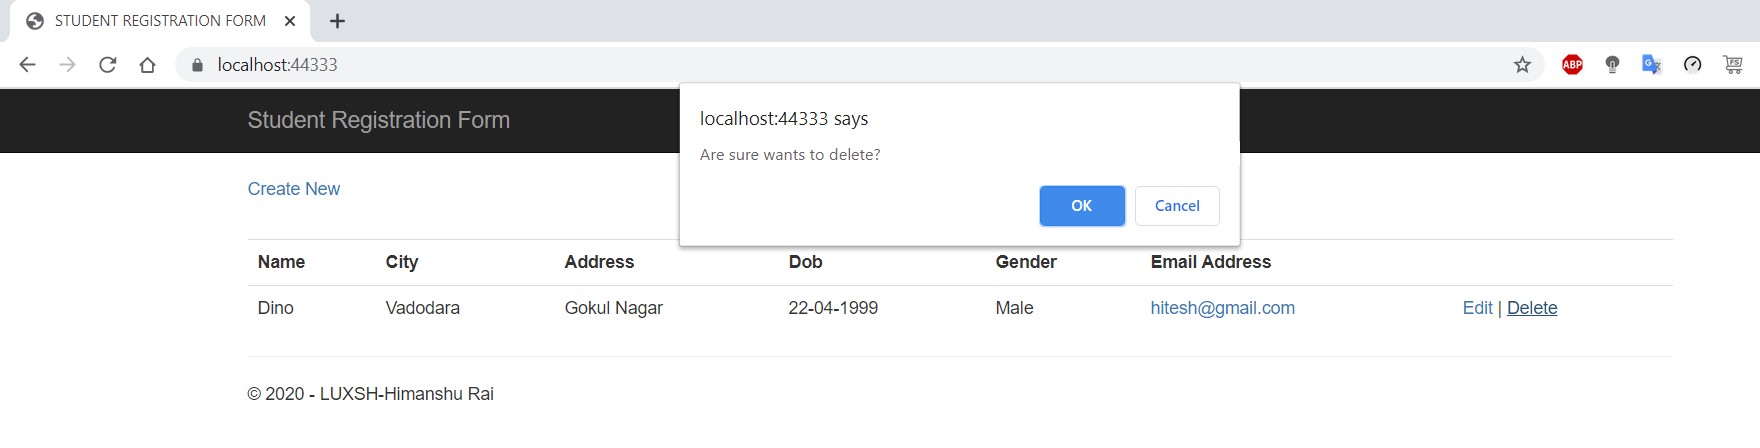 STUDENT REGISTRATION FORM
localhost:44333
ABP
G
FS
Student Registration Form
localhost:44333 says
Are sure wants to delete?
OK Cancel
Create New
Name City Address Dob Gender Email Address
Dino Vadodara Gokul Nagar 22-04-1999 Male hitesh@gmail.com Edit | Delete
© 2020 - LUXSH-Himanshu Rai